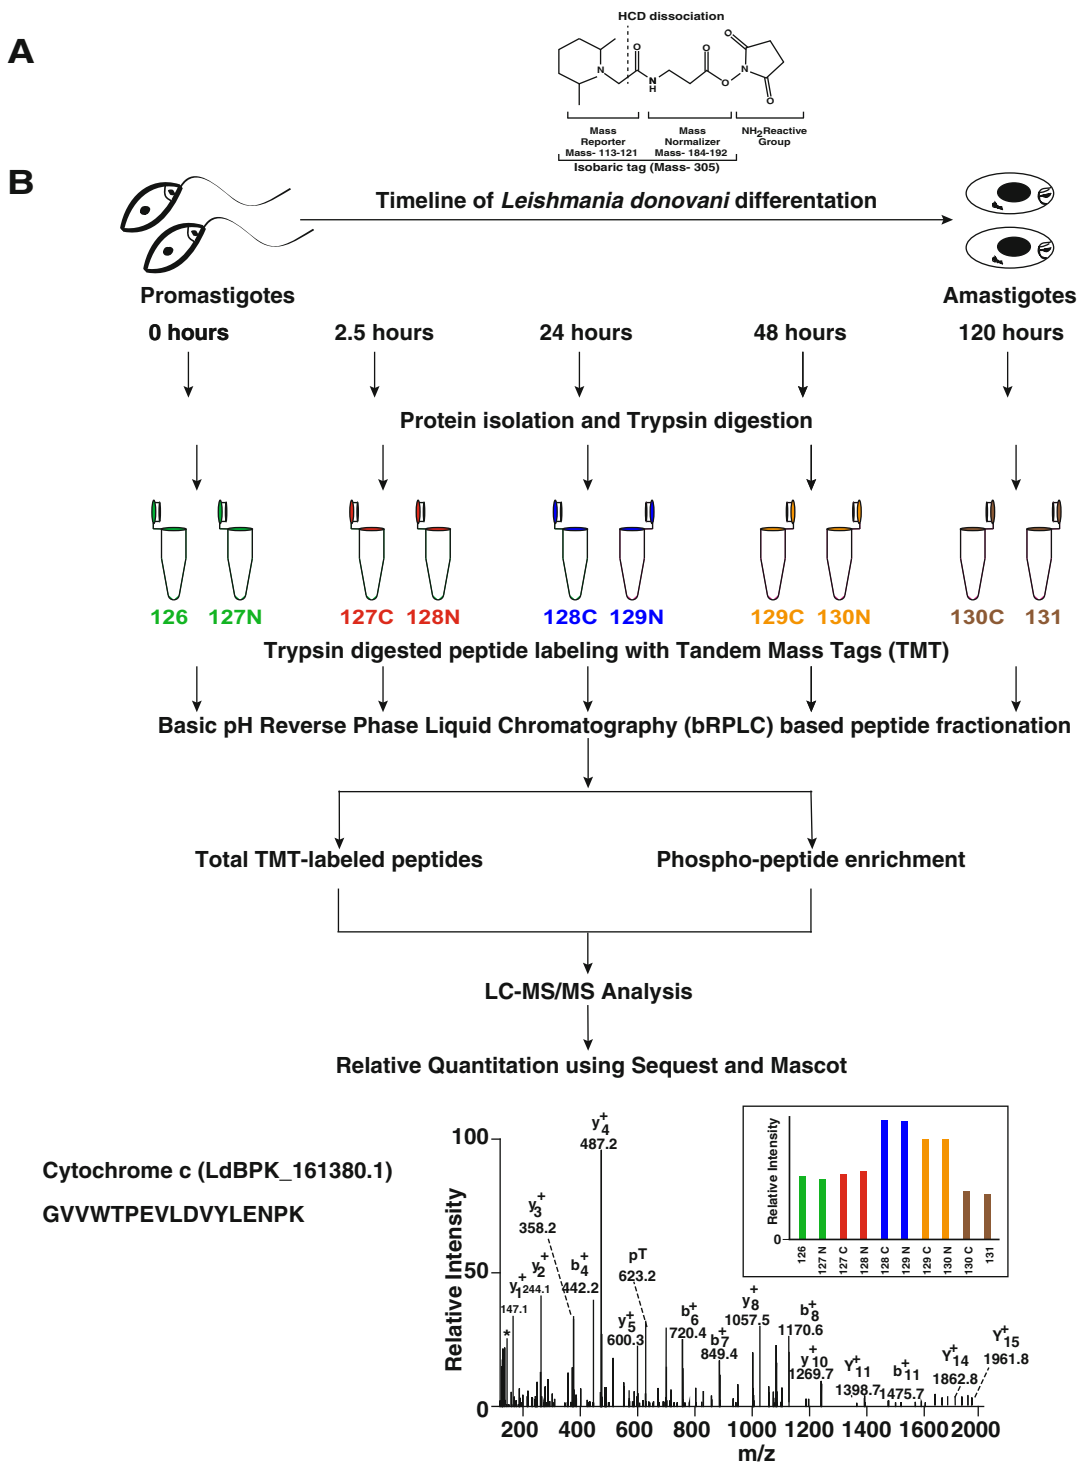 A
HCD dissociation
N
O
N
H
O
O
O
N
O
Mass
Reporter
Mass- 113-121
Mass
Normalizer
Mass- 184-192
NH2Reactive
Group
Isobaric tag (Mass- 305)
B
Timeline of Leishmania donovani differentation
Promastigotes
Amastigotes
0 hours
2.5 hours
24 hours
48 hours
120 hours
Protein isolation and Trypsin digestion
126
127N
127C
128N
128C
129N
129C
130N
130C
131
Trypsin digested peptide labeling with Tandem Mass Tags (TMT)
Basic pH Reverse Phase Liquid Chromatography (bRPLC) based peptide fractionation
Total TMT-labeled peptides
Phospho-peptide enrichment
LC-MS/MS Analysis
Relative Quantitation using Sequest and Mascot
Cytochrome c (LdBPK_161380.1)
GVVWTPEVLDVYLENPK
Relative Intensity
100
50
0
*
y1+
147.1
y2+
244.1
y3+
358.2
b4+
442.2
y4+
487.2
y5+
600.3
pT
623.2
b6+
720.4
b7+
849.4
y8+
1057.5
b8+
1170.6
y10+
1269.7
Y11+
1398.7
b11+
1475.7
Y14+
1862.8
Y15+
1961.8
200
400
600
800
1000
1200
1400
1600
2000
m/z
Relative Intensity
0
126
127 N
127 C
128 N
128 C
129 N
129 C
130 N
130 C
131